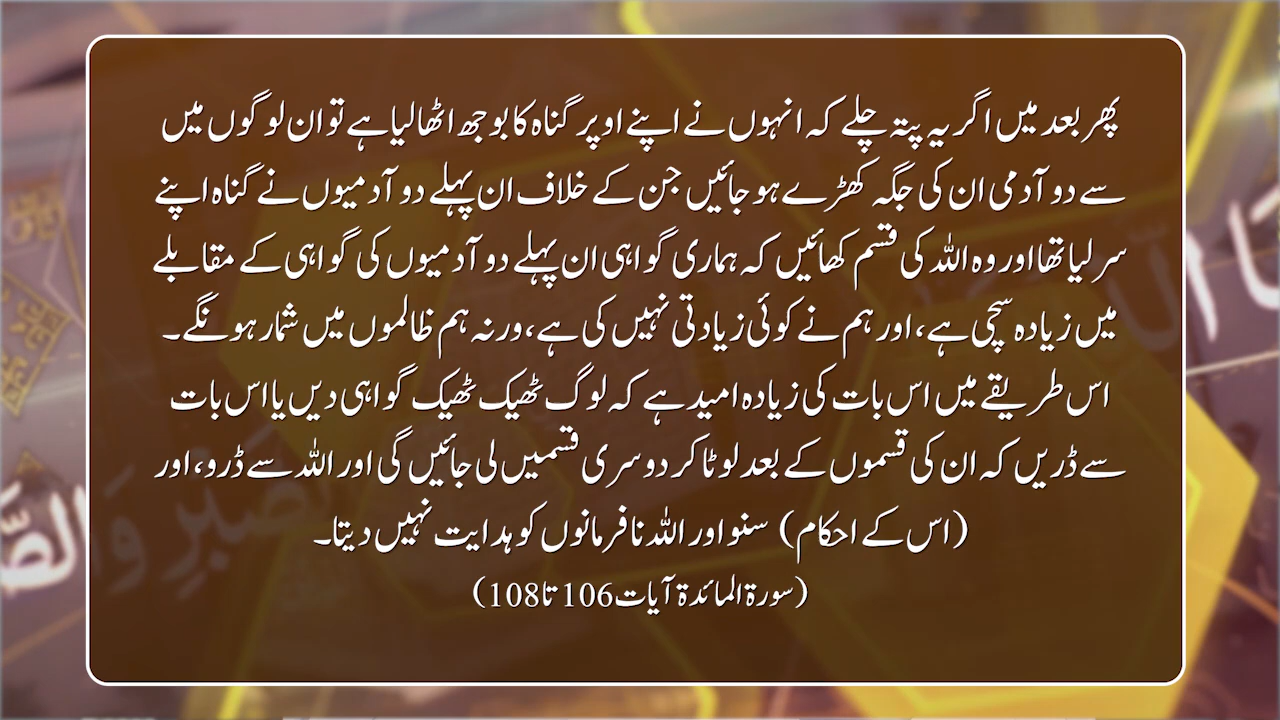 پھر بعد میں اگر یہ پتہ چلے کہ انہوں نے اپنے اوپر گناہ کا بوجھ اٹھا لیا ہے تو ان لوگوں میں
سے دو آدمی ان کی جگہ کھڑے ہو جائیں جن کے خلاف ان پہلے دو آدمیوں نے گناہ اپنے
سر لیا تھا اور وہ اللہ کی قسم کھائیں کہ ہماری گواہی ان پہلے دو آدمیوں کی گواہی کے مقابلے
میں زیادہ سچی ہے، اور ہم نے کوئی زیادتی نہیں کی ہے، ورنہ ہم ظالموں میں شمار ہونگے۔
اس طریقے میں اس بات کی زیادہ امید ہے کہ لوگ ٹھیک ٹھیک گواہی دیں یا اس بات
سے ڈریں کہ ان کی قسموں کے بعد لوٹا کر دوسری قسمیں لی جائیں گی اور اللہ سے ڈرو، اور
(اس کے احکام) سنو اور اللہ نافرمانوں کو ہدایت نہیں دیتا۔
(سورۃ المائدۃ آیات 106 تا 108)